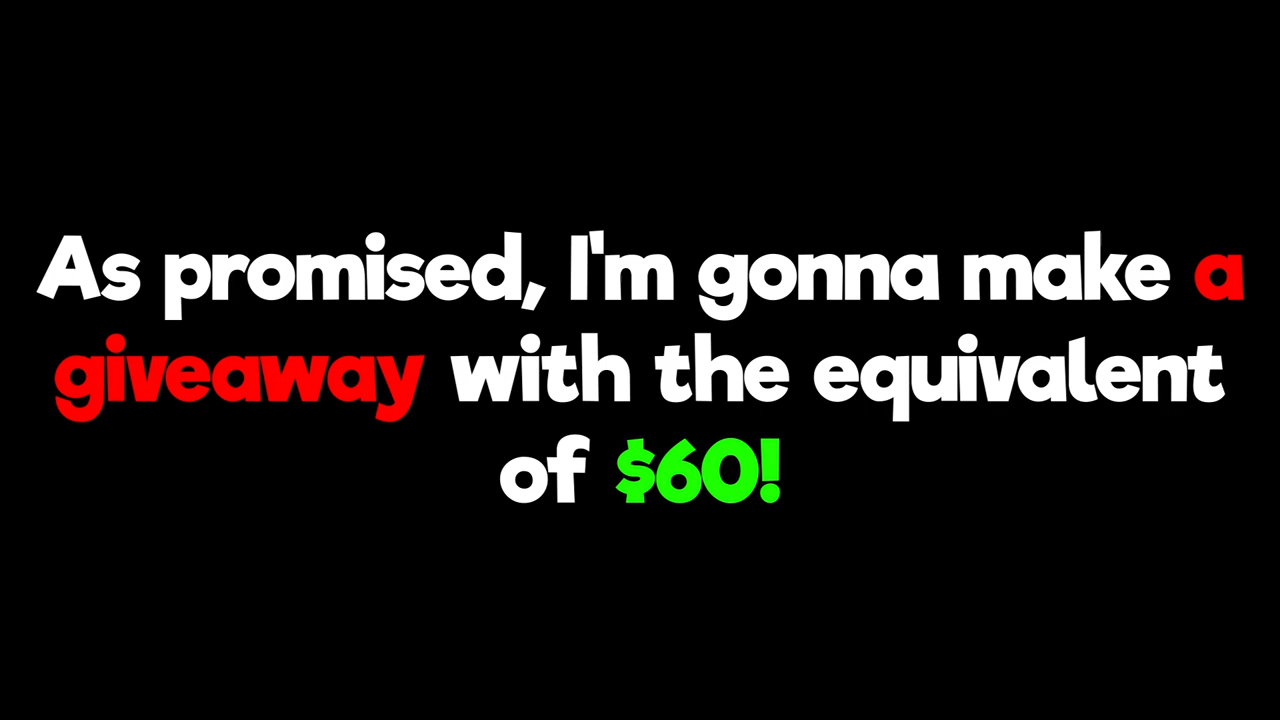 As promised, I'm gonna make a
giveaway with the equivalent
of $60!